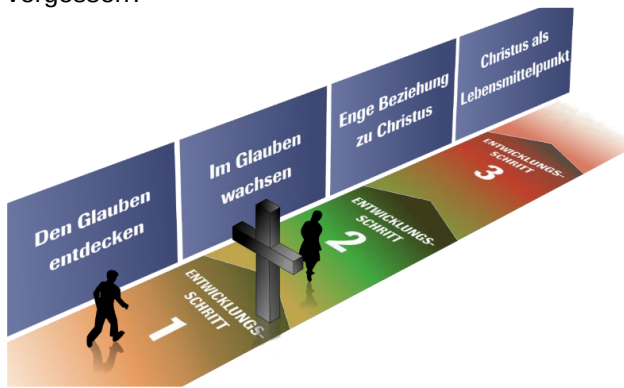 Den Glauben
entdecken
Im Glauben
wachsen
Enge Beziehung
zu Christus
Christus als
Lebensmittelpunkt
1
ENTWICKLUNGS-
SCHRITT
2
ENTWICKLUNGS-
SCHRITT
3
ENTWICKLUNGS-
SCHRITT